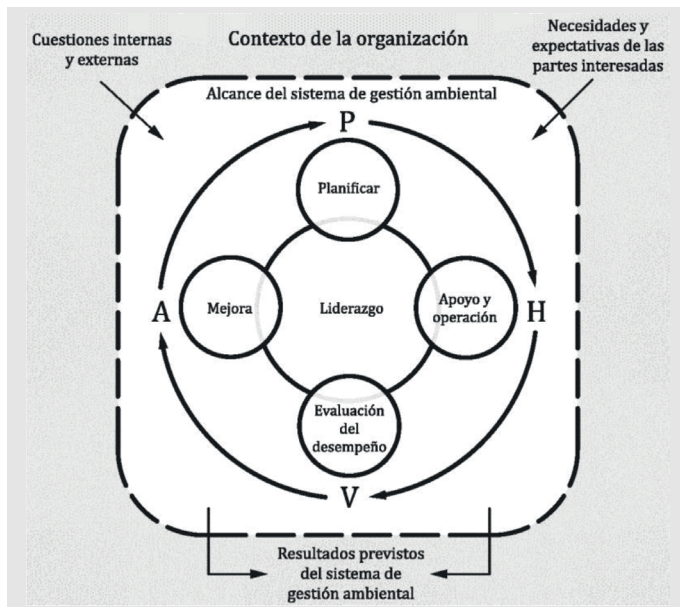 Cuestiones internas
y externas
Contexto de la organización
Necesidades y
expectativas de las
partes interesadas
Alcance del sistema de gestión ambiental
P
Planificar
A
Mejora
Liderazgo
Apoyo y
operación
H
Evaluación
del
desempeño
V
Resultados previstos
del sistema de
gestión ambiental